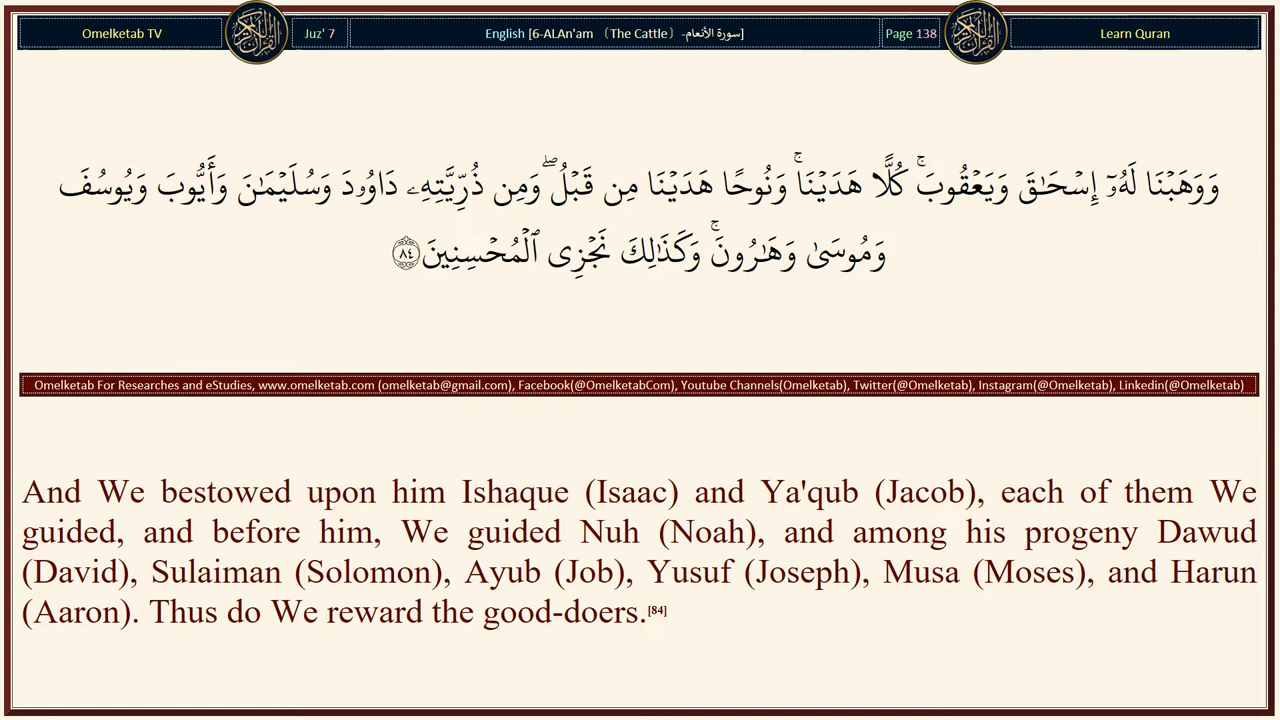 Omelketab TV
Juz' 7
English [6-ALAn'am （The Cattle） -سورة الأنعام]
Page 138
Learn Quran
وَوَهَبْنَا لَهُۥٓ إِسْحَـٰقَ وَيَعْقُوبَ ۚ كُلًّا هَدَيْنَا ۚ وَنُوحًا هَدَيْنَا مِن قَبْلُ ۖ وَمِن ذُرِّيَّتِهِۦ دَاوُۥدَ وَسُلَيْمَـٰنَ وَأَيُّوبَ وَيُوسُفَ
وَمُوسَىٰ وَهَـٰرُونَ ۚ وَكَذَٰلِكَ نَجْزِى ٱلْمُحْسِنِينَ ٨٤
Omelketab For Researches and eStudies, www.omelketab.com (omelketab@gmail.com), Facebook(@OmelketabCom), Youtube Channels(Omelketab), Twitter(@Omelketab), Instagram(@Omelketab), Linkedin(@Omelketab)
And We bestowed upon him Ishaque (Isaac) and Ya'qub (Jacob), each of them We
guided, and before him, We guided Nuh (Noah), and among his progeny Dawud
(David), Sulaiman (Solomon), Ayub (Job), Yusuf (Joseph), Musa (Moses), and Harun
(Aaron). Thus do We reward the good-doers.[84]